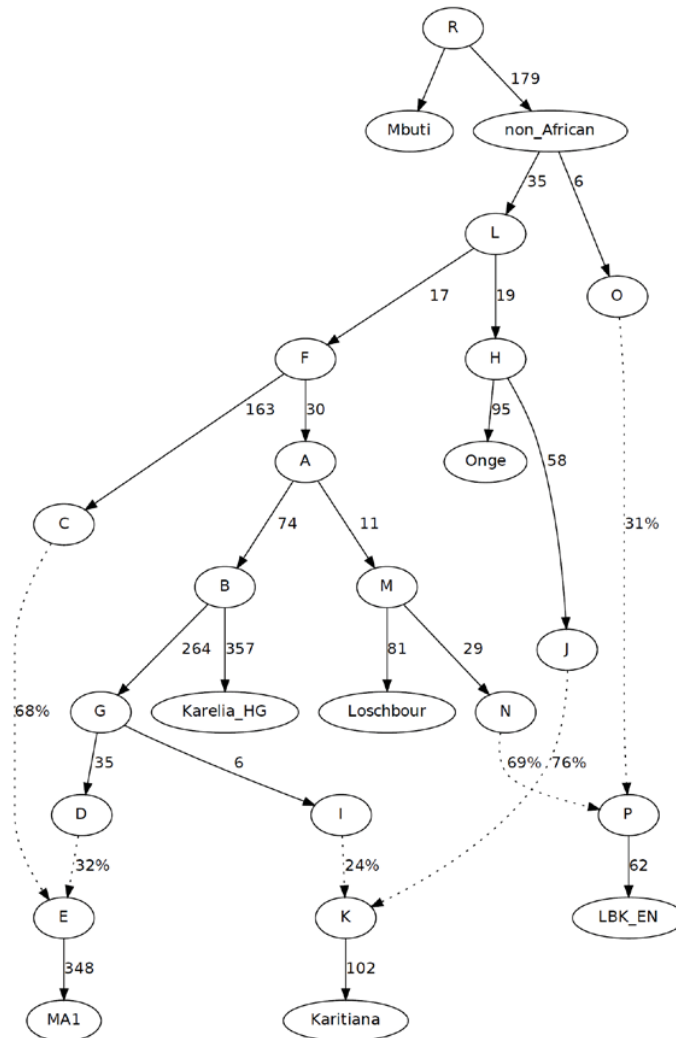 R
179
Mbuti non_African
35 6
L
O
17 19
F H
163 30 95 58
A Onge
C
74 11 31%
B M
264 357 81 29 J
68% G Karelia_HG Loschbour N
35 6 69% 76%
D I P
32% 24% 62
E K LBK_EN
348 102
MA1 Karitiana